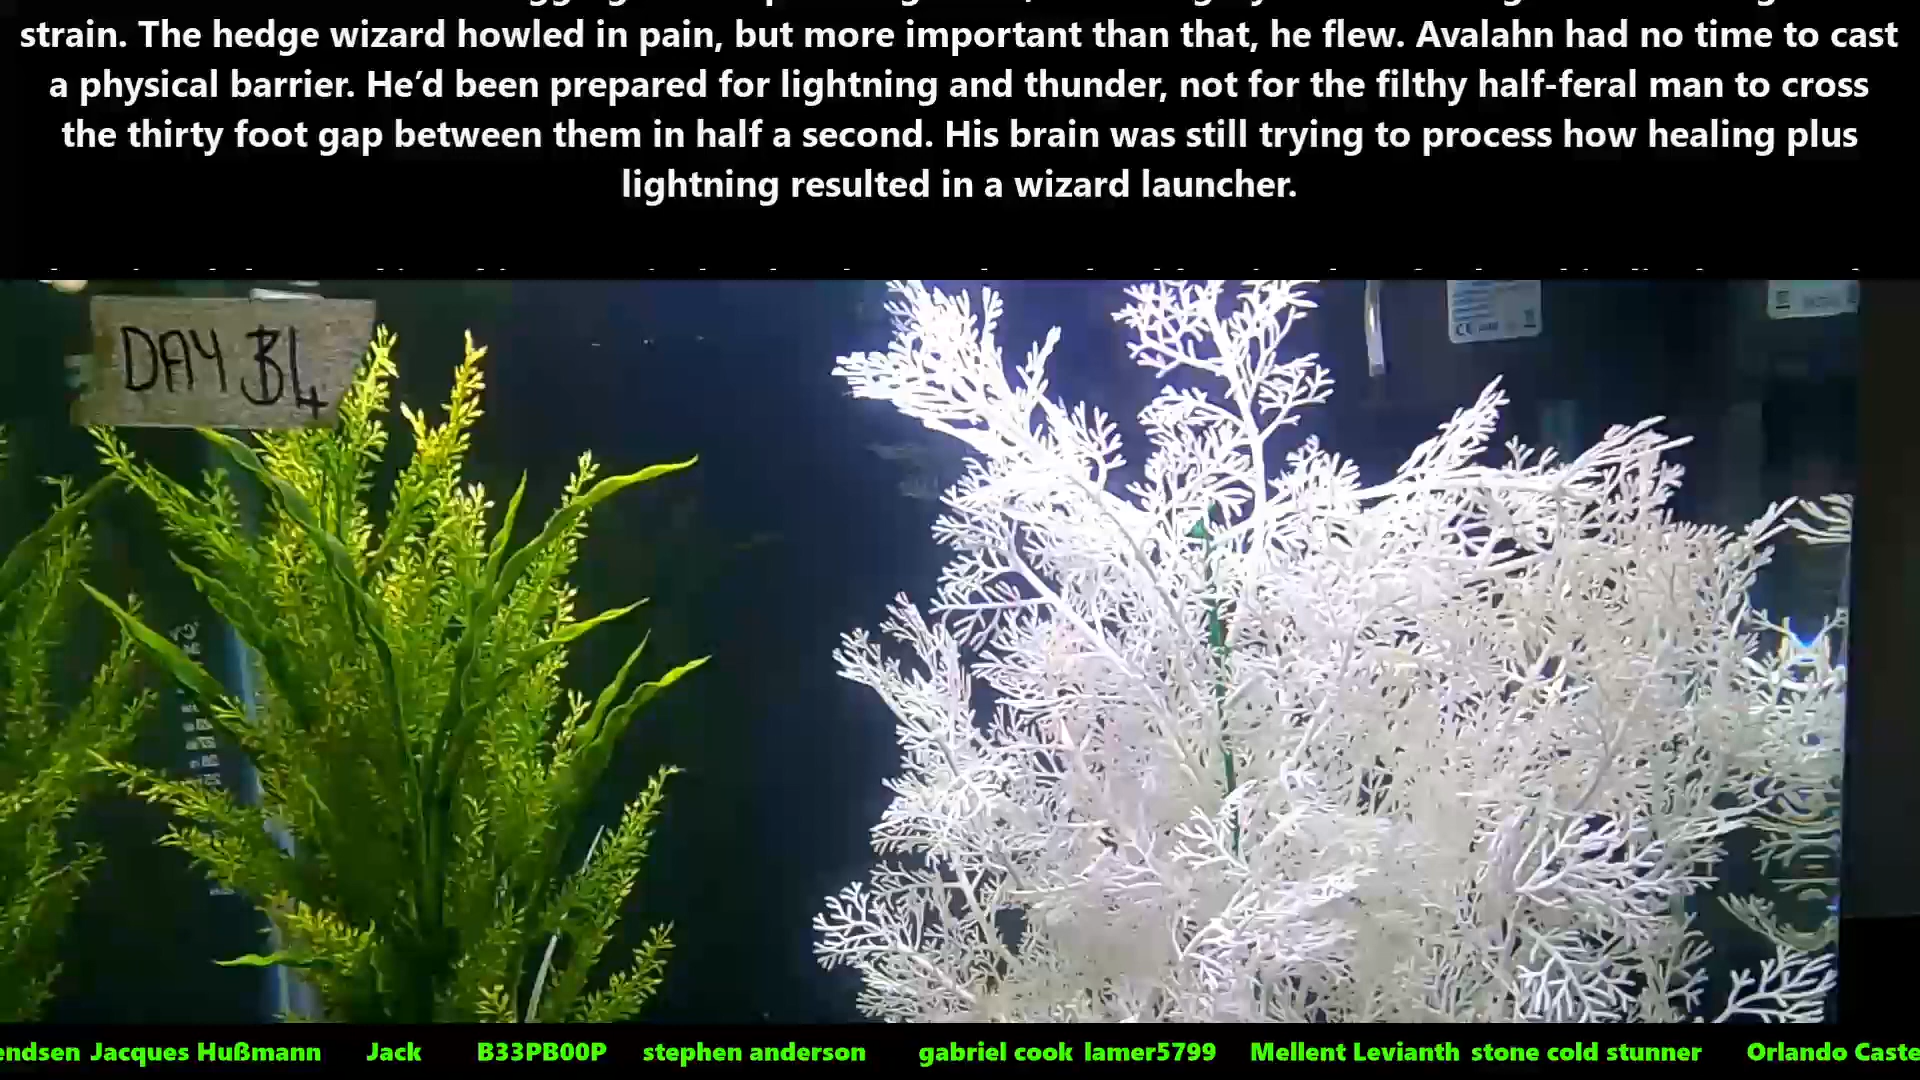 strain. The hedge wizard howled in pain, but more important than that, he flew. Avalahn had no time to cast
a physical barrier. He’d been prepared for lightning and thunder, not for the filthy half-feral man to cross
the thirty foot gap between them in half a second. His brain was still trying to process how healing plus
lightning resulted in a wizard launcher.
DAY
CE
endsen Jacques Hußmann Jack B33PB00P stephen anderson gabriel cook lamer5799 Mellent Levianth stone cold stunner Orlando Caste